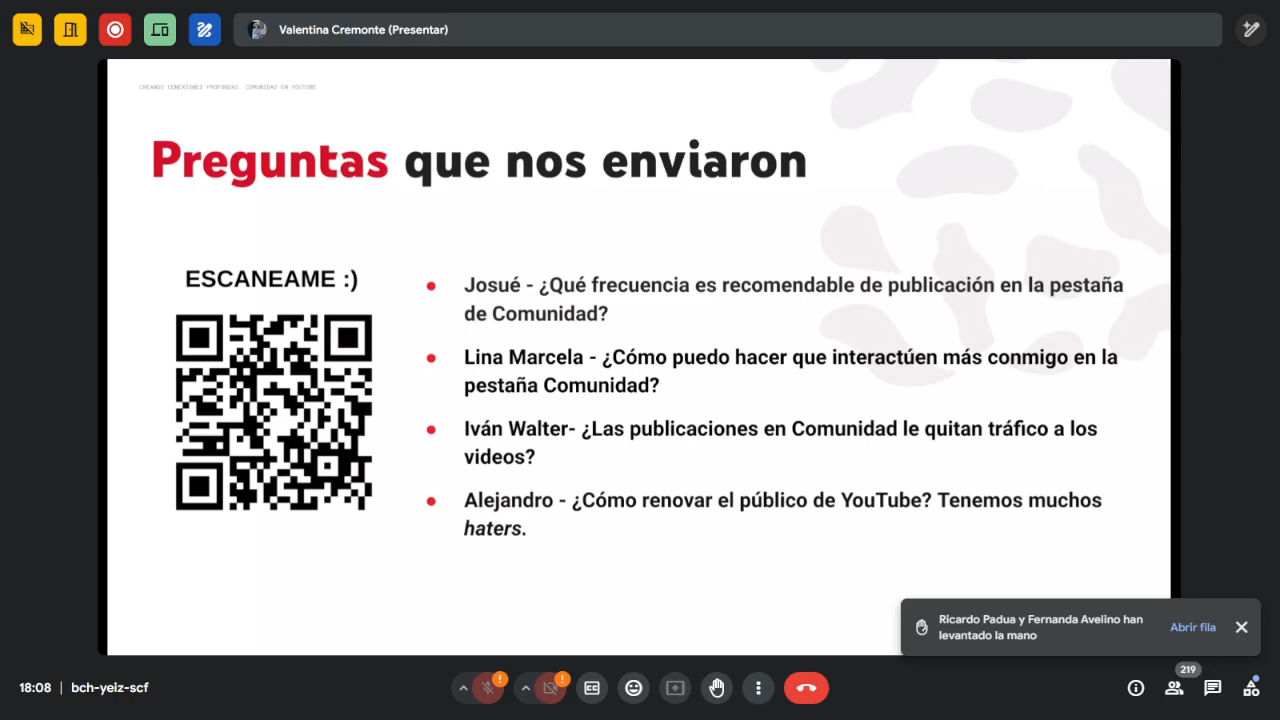 Valentina Cremonte (Presentar)
CREANDO CONEXIONES PROFUNDAS. COMUNIDAD EN YOUTUBE
Preguntas que nos enviaron
ESCANEAME :)
Josué - ¿Qué frecuencia es recomendable de publicación en la pestaña
de Comunidad?
Lina Marcela - ¿Cómo puedo hacer que interactúen más conmigo en la
pestaña Comunidad?
Iván Walter- ¿Las publicaciones en Comunidad le quitan tráfico a los
videos?
Alejandro - ¿Cómo renovar el público de YouTube? Tenemos muchos
haters.
Ricardo Padua y Fernanda Avelino han
levantado la mano
Abrir fila
219
18:08 | bch-yeiz-scf